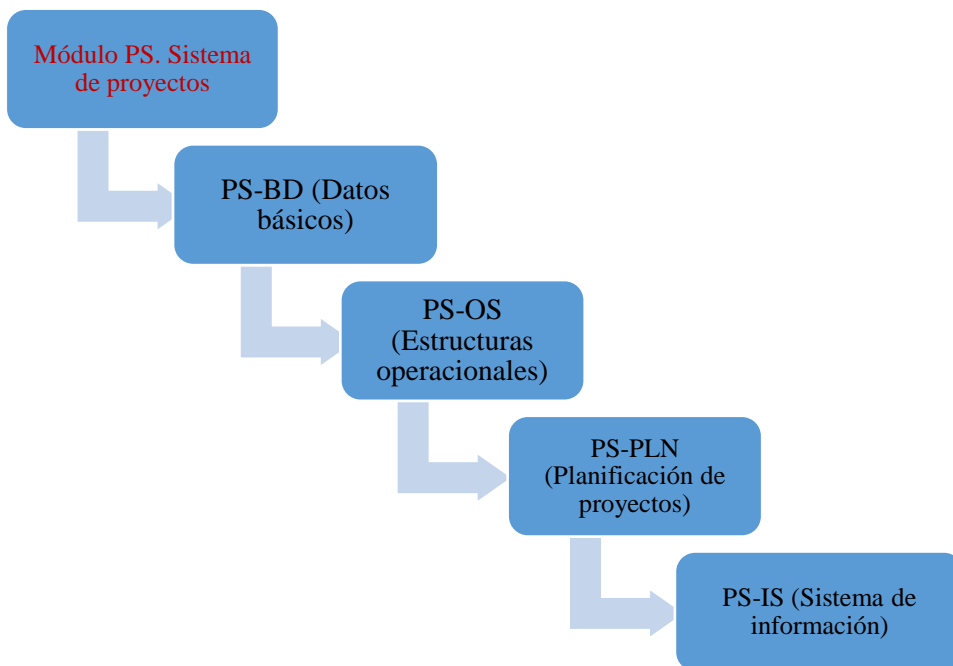 Módulo PS. Sistema
de proyectos
PS-BD (Datos
básicos)
PS-OS
(Estructuras
operacionales)
PS-PLN
(Planificación de
proyectos)
PS-IS (Sistema de
información)